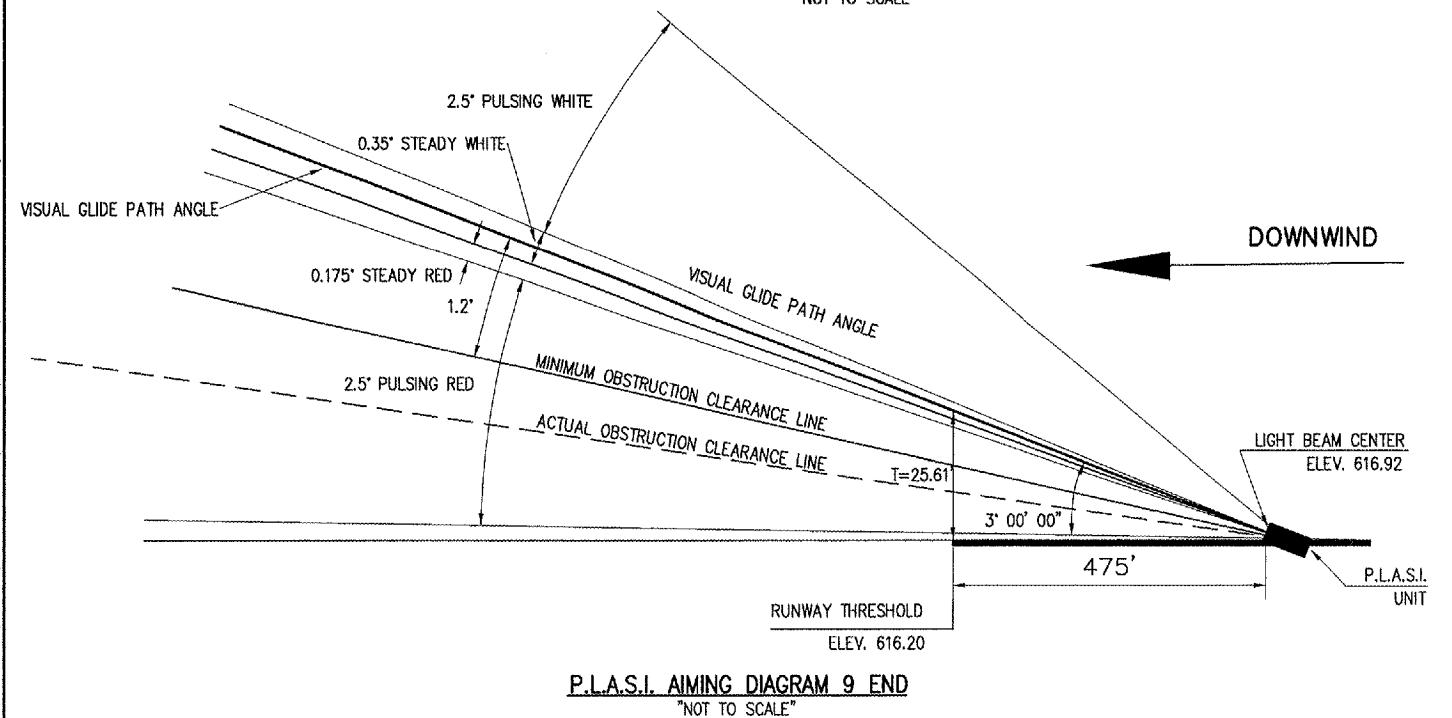 "NOT TO SCALE"
2.5° PULSING WHITE
0.35° STEADY WHITE
VISUAL GLIDE PATH ANGLE
DOWNWIND
0.175° STEADY RED
1.2°
VISUAL GLIDE PATH ANGLE
2.5° PULSING RED
MINIMUM OBSTRUCTION CLEARANCE LINE
ACTUAL OBSTRUCTION CLEARANCE LINE
LIGHT BEAM CENTER
ELEV. 616.92
T=25.61'
3° 00' 00"
475'
P.L.A.S.I.
UNIT
RUNWAY THRESHOLD
ELEV. 616.20
P.L.A.S.I. AIMING DIAGRAM 9 END
"NOT TO SCALE"